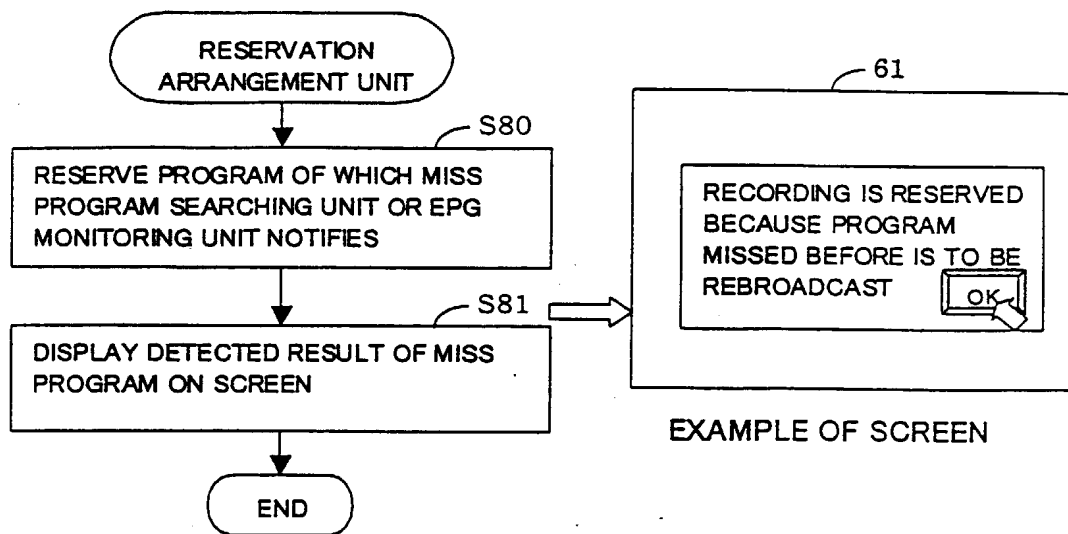 RESERVATION
ARRANGEMENT UNIT
S80
RESERVE PROGRAM OF WHICH MISS
PROGRAM SEARCHING UNIT OR EPG
MONITORING UNIT NOTIFIES
S81
DISPLAY DETECTED RESULT OF MISS
PROGRAM ON SCREEN
END
61
RECORDING IS RESERVED
BECAUSE PROGRAM
MISSED BEFORE IS TO BE
REBROADCAST
OK
EXAMPLE OF SCREEN